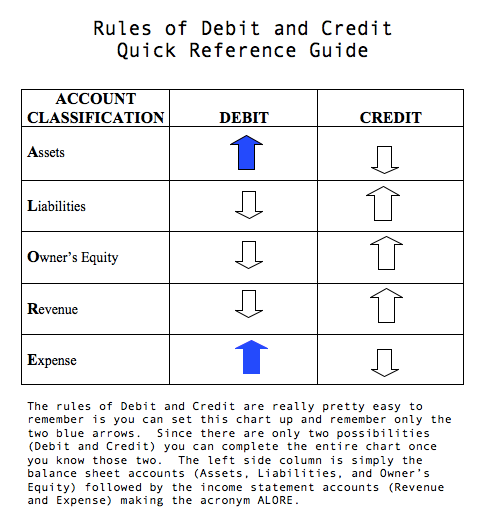 Rules of Debit and Credit
Quick Reference Guide
ACCOUNT
CLASSIFICATION DEBIT CREDIT
Assets
Liabilities
Owner's Equity
Revenue
Expense
The rules of Debit and Credit are really pretty easy to
remember is you can set this chart up and remember only the
two blue arrows.  Since there are only two possibilities
(Debit and Credit) you can complete the entire chart once
you know those two.  The left side column is simply the
balance sheet accounts (Assets, Liabilities, and Owner's
Equity) followed by the income statement accounts (Revenue
and Expense) making the acronym ALORE.